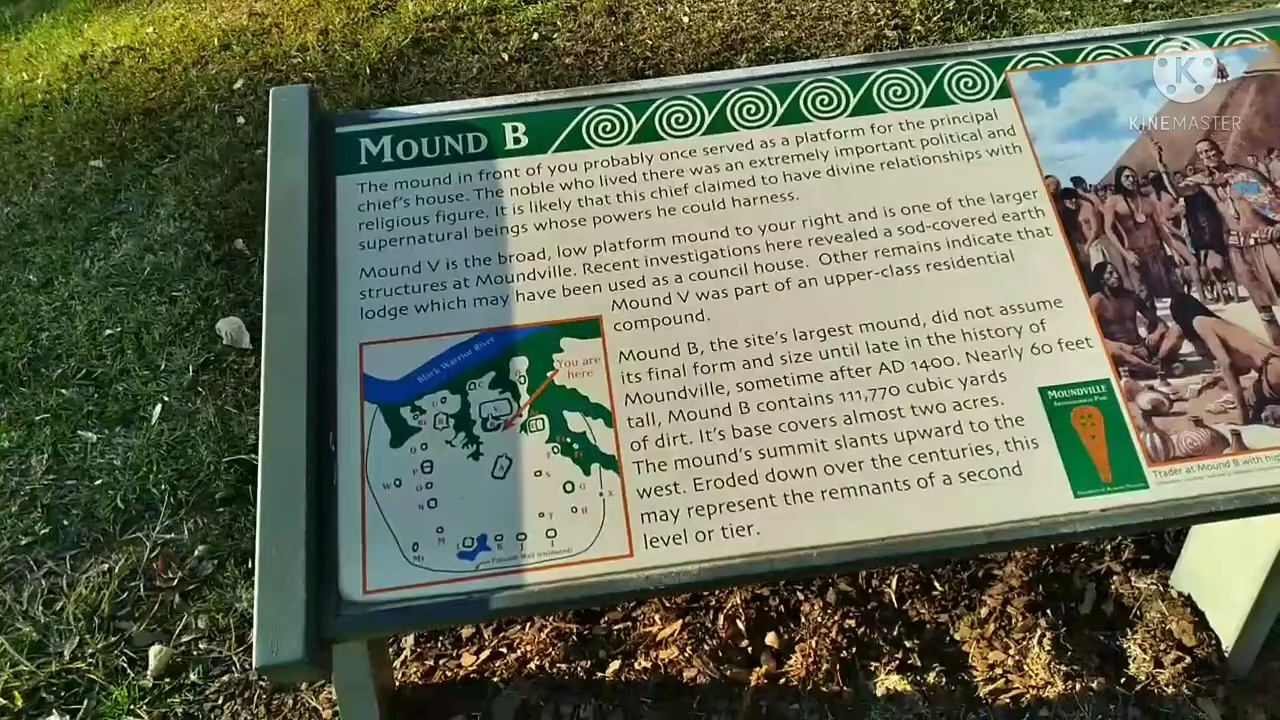 KINEMASTER
MOUND B
The mound in front of you probably once served as a platform for the principal
chief's house. The noble who lived there was an extremely important political and
religious figure. It is likely that this chief claimed to have divine relationships with
supernatural beings whose powers he could harness.
Mound V is the broad, low platform mound to your right and is one of the larger
structures at Moundville. Recent investigations here revealed a sod-covered earth
lodge which may have been used as a council house. Other remains indicate that
Mound V was part of an upper-class residential
compound.
Mound B, the site's largest mound, did not assume
its final form and size until late in the history of
Moundville, sometime after AD 1400. Nearly 60 feet
tall, Mound B contains 111,770 cubic yards
of dirt. It's base covers almost two acres.
The mound's summit slants upward to the
west. Eroded down over the centuries, this
may represent the remnants of a second
level or tier.
Black Warrior River
You are
here
Palisade Wall
MOUNDVILLE
ARCHAEOLOGICAL PARK
Trader at Mound B with